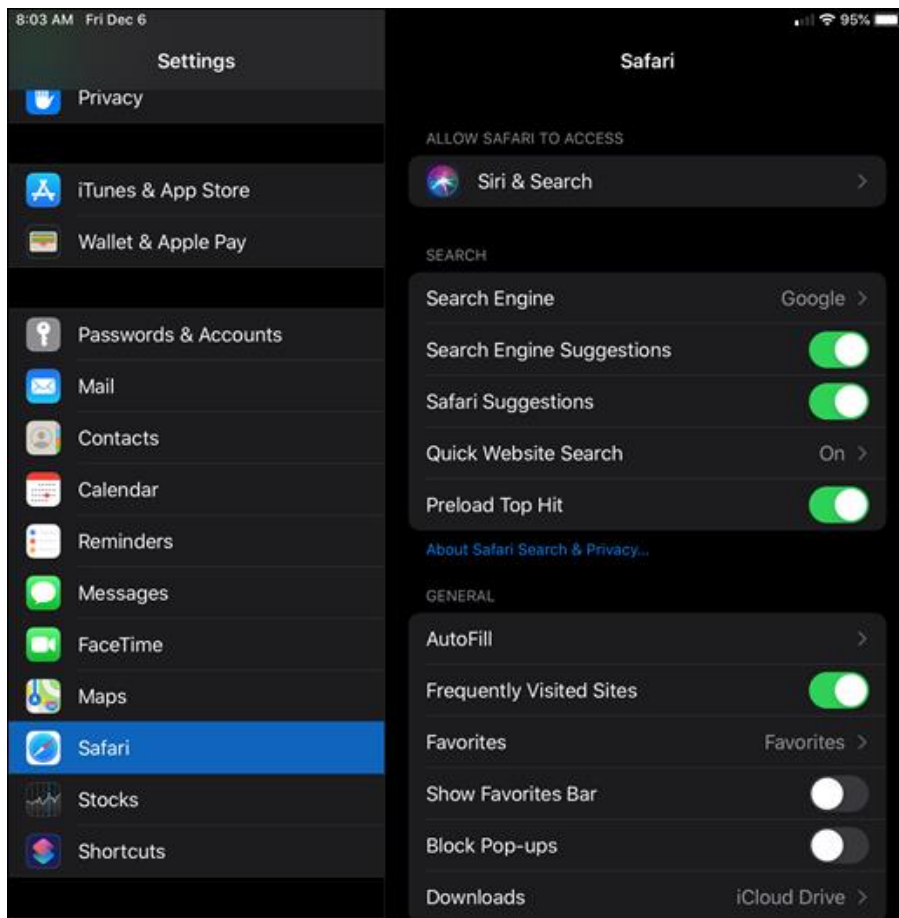 8:03 AM Fri Dec 6
95%
Settings
Privacy
iTunes & App Store
Wallet & Apple Pay
Passwords & Accounts
Mail
Contacts
Calendar
Reminders
Messages
FaceTime
Maps
Safari
Stocks
Shortcuts
Safari
ALLOW SAFARI TO ACCESS
Siri & Search
SEARCH
Search Engine Google
Search Engine Suggestions
Safari Suggestions
Quick Website Search On
Preload Top Hit
About Safari Search & Privacy...
GENERAL
AutoFill
Frequently Visited Sites
Favorites Favorites
Show Favorites Bar
Block Pop-ups
Downloads iCloud Drive